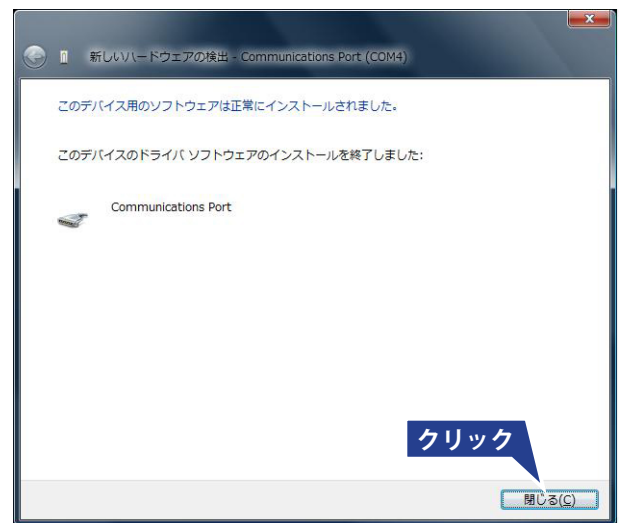 新しいハードウェアの検出 - Communications Port (COM4)
このデバイス用のソフトウェアは正常にインストールされました。
このデバイスのドライバ ソフトウェアのインストールを終了しました:
Communications Port
クリック
閉じる(C)